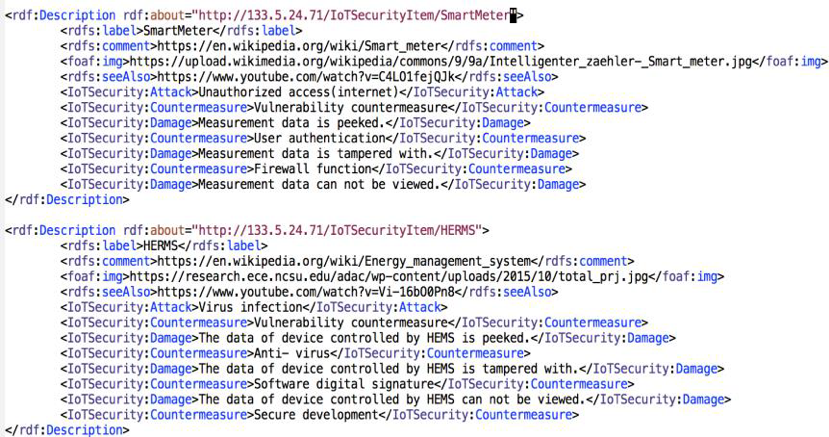 <rdf:Description rdf:about="http://133.5.24.71/IoTSecurityItem/SmartMeter">
<rdfs:label>SmartMeter</rdfs:label>
<rdfs:comment>https://en.wikipedia.org/wiki/Smart_meter</rdfs:comment>
<foaf:img>https://upload.wikimedia.org/wikipedia/commons/9/9a/Intelligenter_zaehler-_Smart_meter.jpg</foaf:img>
<rdfs:seeAlso>https://www.youtube.com/watch?v=C4LO1fejQJk</rdfs:seeAlso>
<IoTSecurity:Attack>Unauthorized access(internet)</IoTSecurity:Attack>
<IoTSecurity:Countermeasure>Vulnerability countermeasure</IoTSecurity:Countermeasure>
<IoTSecurity:Damage>Measurement data is peeked.</IoTSecurity:Damage>
<IoTSecurity:Countermeasure>User authentication</IoTSecurity:Countermeasure>
<IoTSecurity:Damage>Measurement data is tampered with.</IoTSecurity:Damage>
<IoTSecurity:Countermeasure>Firewall function</IoTSecurity:Countermeasure>
<IoTSecurity:Damage>Measurement data can not be viewed.</IoTSecurity:Damage>
</rdf:Description>
<rdf:Description rdf:about="http://133.5.24.71/IoTSecurityItem/HERMS">
<rdfs:label>HERMS</rdfs:label>
<rdfs:comment>https://en.wikipedia.org/wiki/Energy_management_system</rdfs:comment>
<foaf:img>https://research.ece.ncsu.edu/adac/wp-content/uploads/2015/10/total_prj.jpg</foaf:img>
<rdfs:seeAlso>https://www.youtube.com/watch?v=Vi-16bO0Pn8</rdfs:seeAlso>
<IoTSecurity:Attack>Virus infection</IoTSecurity:Attack>
<IoTSecurity:Countermeasure>Vulnerability countermeasure</IoTSecurity:Countermeasure>
<IoTSecurity:Damage>The data of device controlled by HEMS is peeked.</IoTSecurity:Damage>
<IoTSecurity:Countermeasure>Anti- virus</IoTSecurity:Countermeasure>
<IoTSecurity:Damage>The data of device controlled by HEMS is tampered with.</IoTSecurity:Damage>
<IoTSecurity:Countermeasure>Software digital signature</IoTSecurity:Countermeasure>
<IoTSecurity:Damage>The data of device controlled by HEMS can not be viewed.</IoTSecurity:Damage>
<IoTSecurity:Countermeasure>Secure development</IoTSecurity:Countermeasure>
</rdf:Description>